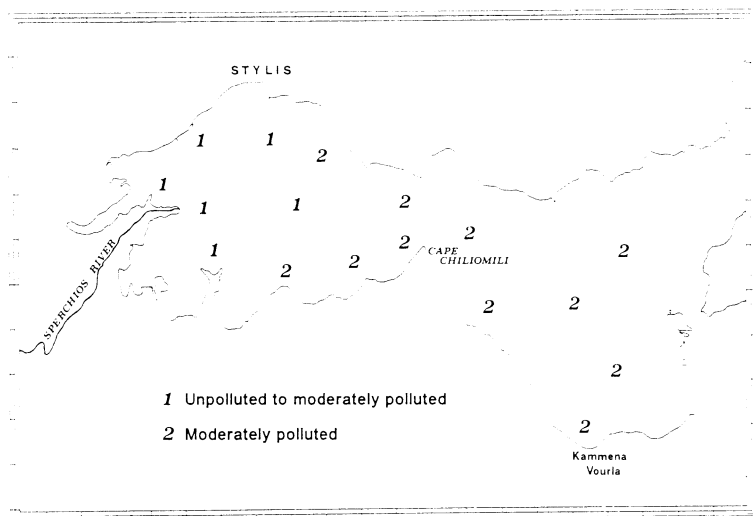 STYLIS
1 1
2
1
1 1 2
2
1 2 CAPE
CHILIOMILI 2
2 2
SPERCHIOS RIVER
2 2
2
1 Unpolluted to moderately polluted
2 Moderately polluted
2
Kammena
Vourla